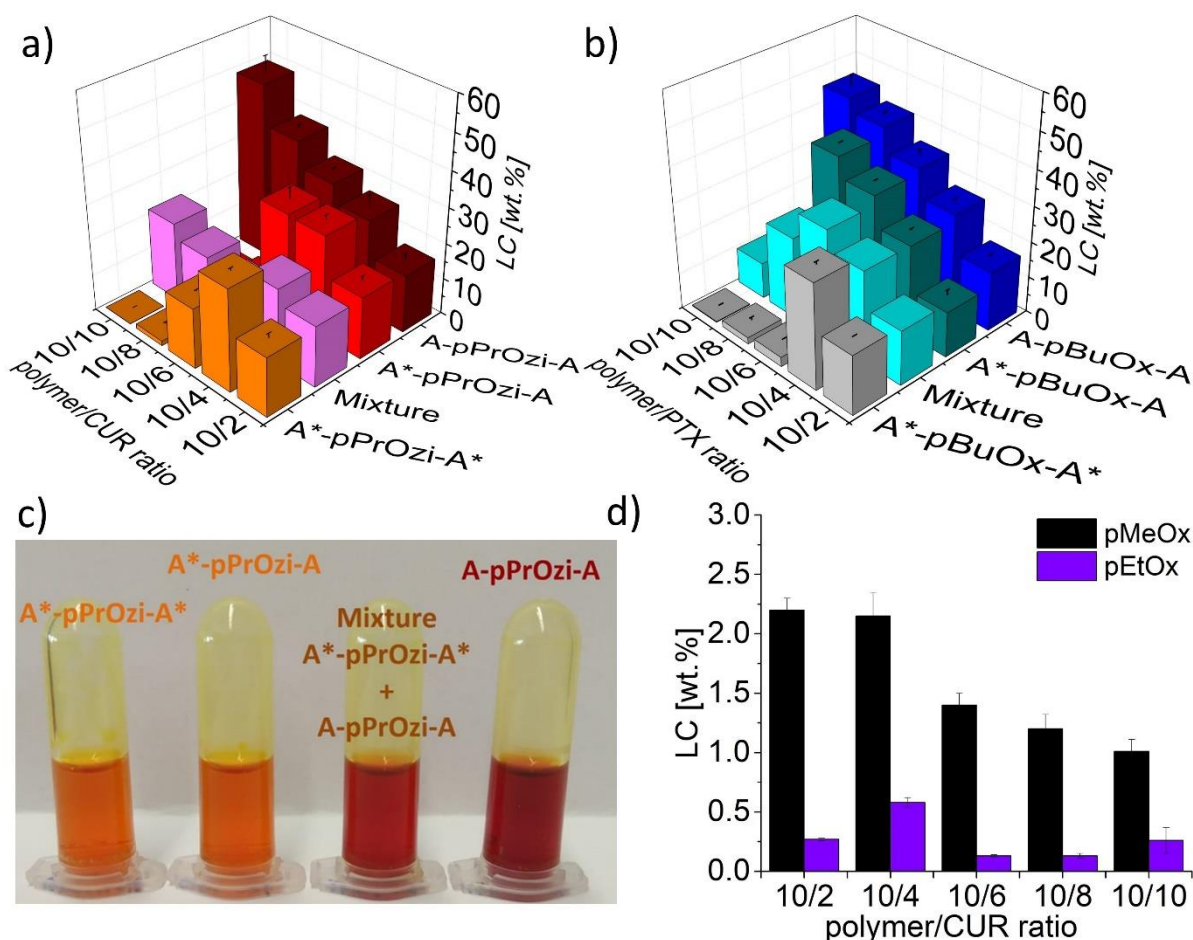 a)
60
50
40
30
20
10
0
LC [wt.%]
10/10
10/8
10/6
10/4
10/2
polymer/CUR ratio
A-pPrOzi-A
A*-pPrOzi-A
Mixture
A*-pPrOzi-A*
b)
60
50
40
30
20
10
0
LC [wt.%]
10/10
10/8
10/6
10/4
10/2
polymer/PTX ratio
A-pBuOx-A
A*-pBuOx-A
Mixture
A*-pBuOx-A*
c)
A*-pPrOzi-A
A-pPrOzi-A
A*-pPrOzi-A*
Mixture
A*-pPrOzi-A*
+
A-pPrOzi-A
d)
3.0
2.5
2.0
1.5
1.0
0.5
0.0
LC [wt.%]
pMeOx
pEtOx
10/2 10/4 10/6 10/8 10/10
polymer/CUR ratio